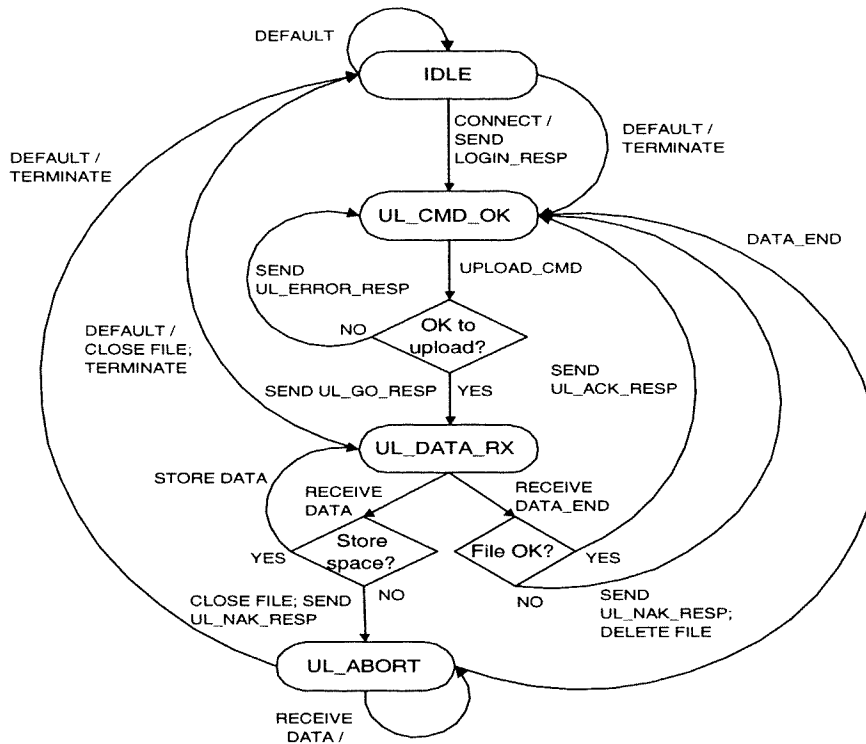 DEFAULT
IDLE
CONNECT /
SEND
LOGIN_RESP
DEFAULT /
TERMINATE
DEFAULT /
TERMINATE
UL_CMD_OK
DATA_END
SEND
UL_ERROR_RESP
UPLOAD_CMD
NO
OK to
upload?
DEFAULT /
CLOSE FILE;
TERMINATE
SEND
UL_ACK_RESP
SEND UL_GO_RESP
YES
UL_DATA_RX
STORE DATA
RECEIVE
DATA
RECEIVE
DATA_END
YES
Store
space?
File OK?
YES
CLOSE FILE; SEND
UL_NAK_RESP
NO
NO
SEND
UL_NAK_RESP;
DELETE FILE
UL_ABORT
RECEIVE
DATA /